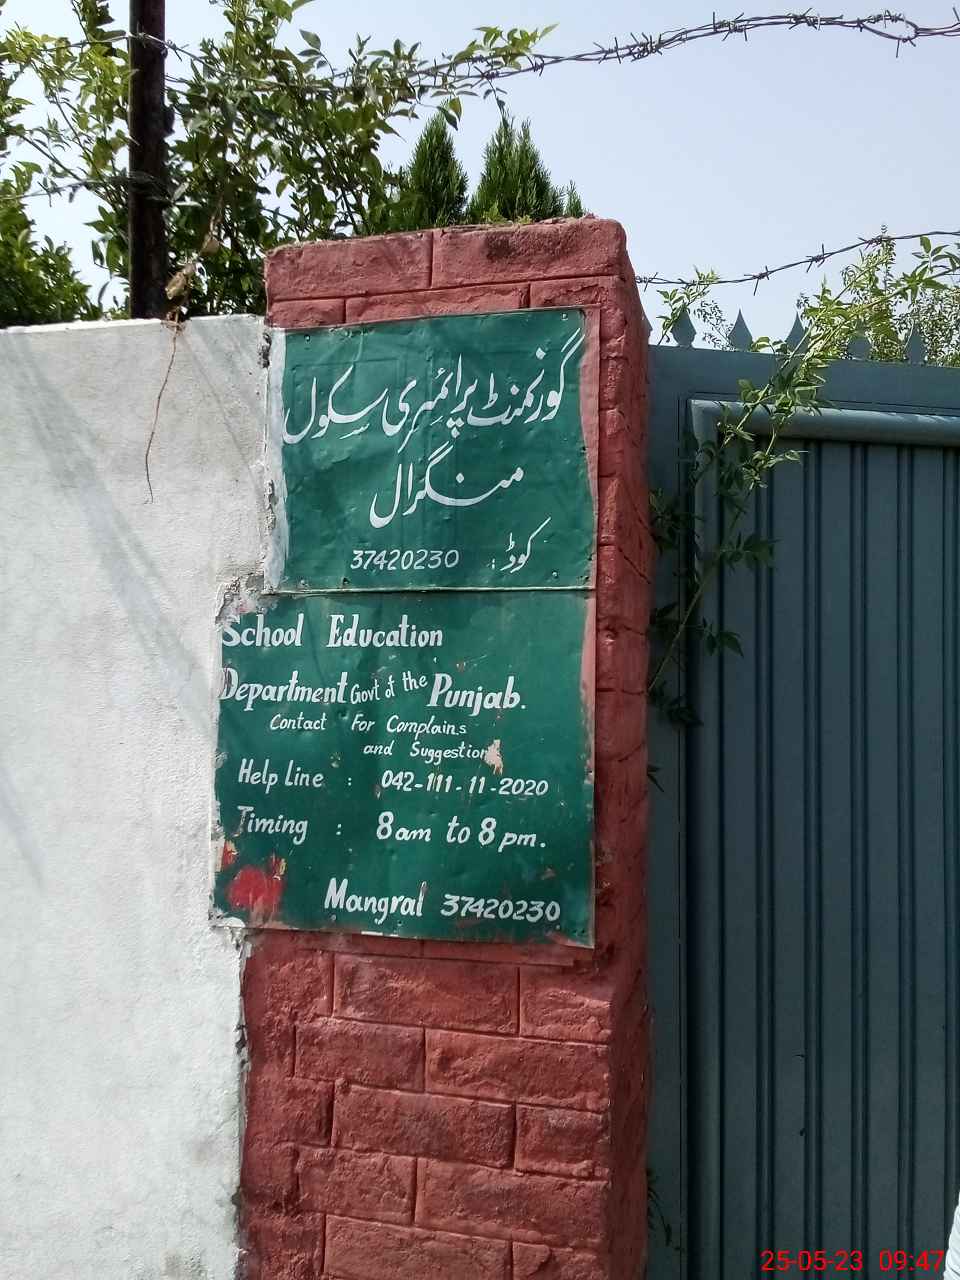 گورنمنٹ پرائمری سکول
منگرال
کوڈ : 37420230
School Education
Department Govt of the Punjab.
Contact For Complains
and Suggestion
Help Line : 042-111-11-2020
Timing : 8am to 8pm.
Mangral 37420230
25-05-23 09:47